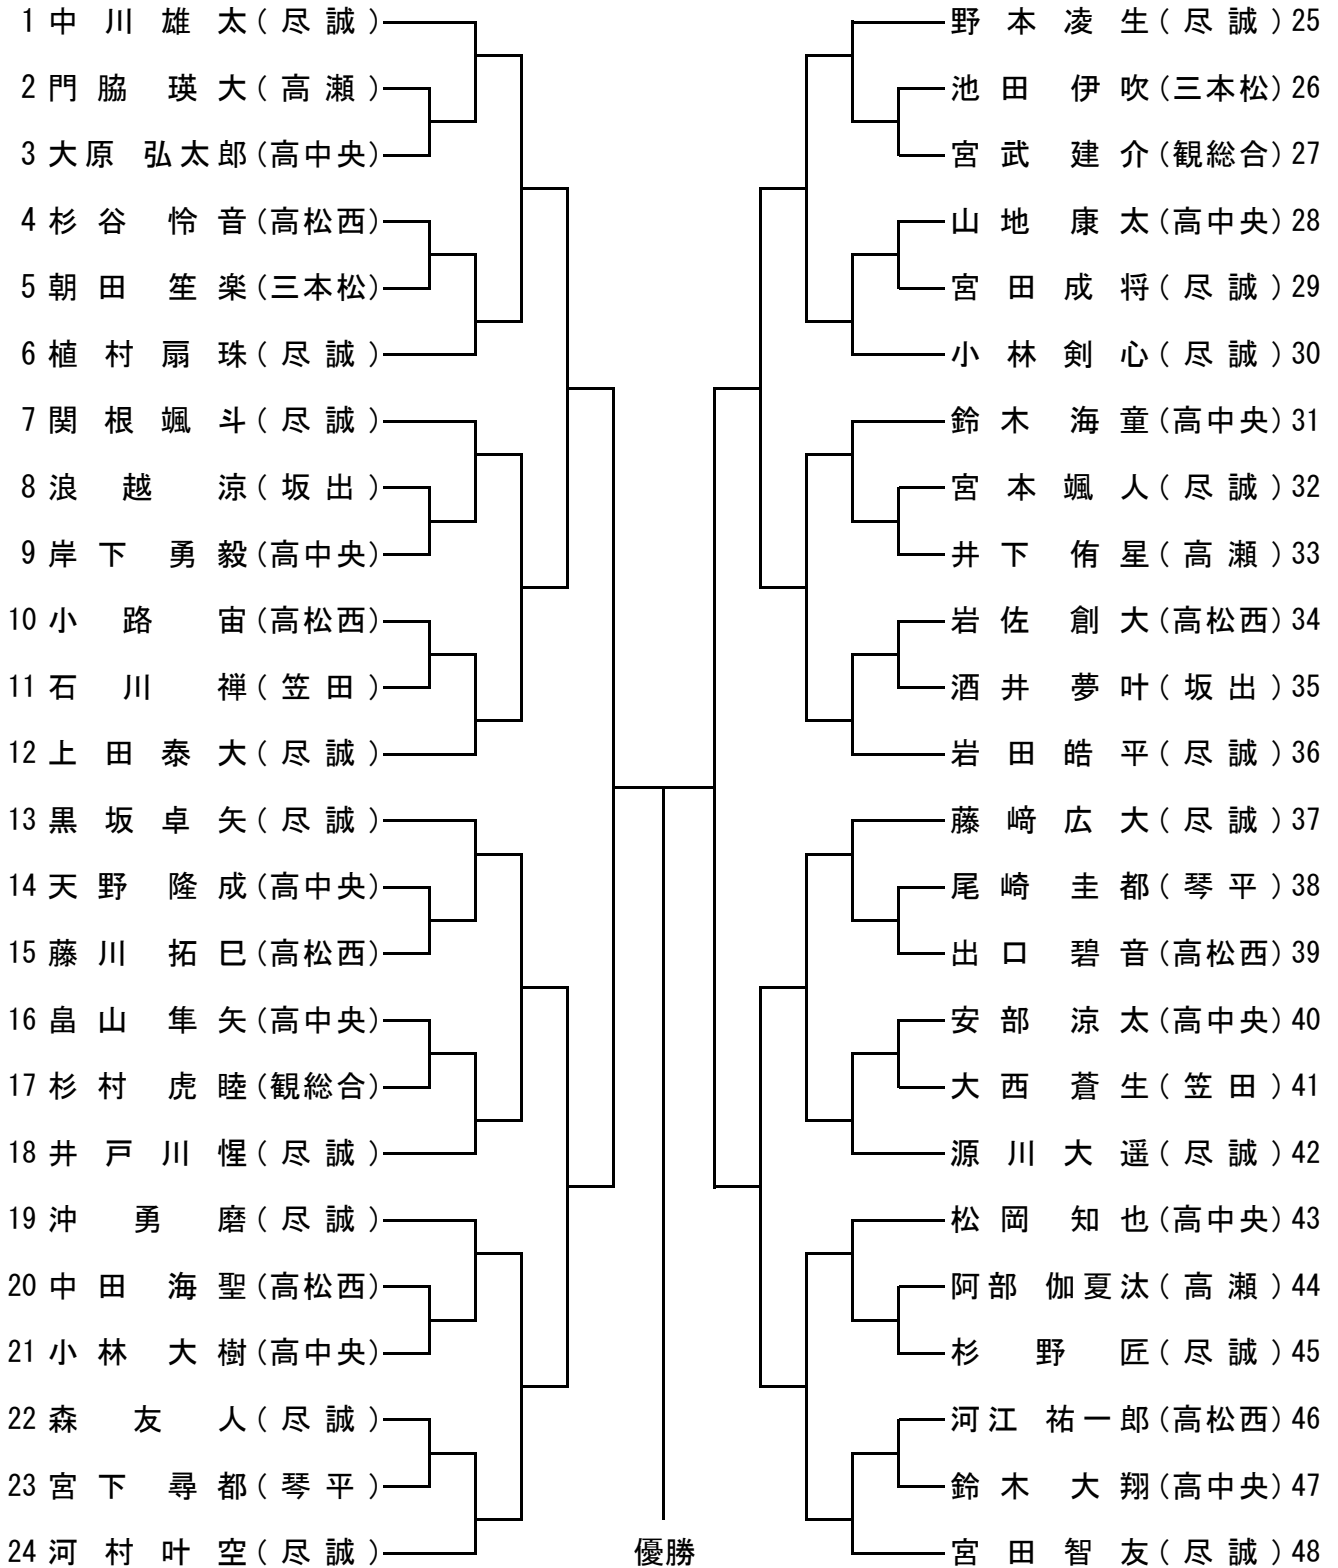 1 中川雄太(尽誠)
2 門脇瑛大(高瀬)
3 大原弘太郎(高中央)
4 杉谷怜音(高松西)
5 朝田笙楽(三本松)
6 植村扇珠(尽誠)
7 関根颯斗(尽誠)
8 浪越涼(坂出)
9 岸下勇毅(高中央)
10 小路宙(高松西)
11 石川禅(笠田)
12 上田泰大(尽誠)
13 黒坂卓矢(尽誠)
14 天野隆成(高中央)
15 藤川拓巳(高松西)
16 畠山隼矢(高中央)
17 杉村虎睦(観総合)
18 井戸川惺(尽誠)
19 沖勇磨(尽誠)
20 中田海聖(高松西)
21 小林大樹(高中央)
22 森友人(尽誠)
23 宮下尋都(琴平)
24 河村叶空(尽誠)
優勝
野本凌生(尽誠) 25
池田伊吹(三本松) 26
宮武建介(観総合) 27
山地康太(高中央) 28
宮田成将(尽誠) 29
小林剣心(尽誠) 30
鈴木海童(高中央) 31
宮本颯人(尽誠) 32
井下侑星(高瀬) 33
岩佐創大(高松西) 34
酒井夢叶(坂出) 35
岩田皓平(尽誠) 36
藤﨑広大(尽誠) 37
尾崎圭都(琴平) 38
出口碧音(高松西) 39
安部涼太(高中央) 40
大西蒼生(笠田) 41
源川大遥(尽誠) 42
松岡知也(高中央) 43
阿部伽夏汰(高瀬) 44
杉野匠(尽誠) 45
河江祐一郎(高松西) 46
鈴木大翔(高中央) 47
宮田智友(尽誠) 48